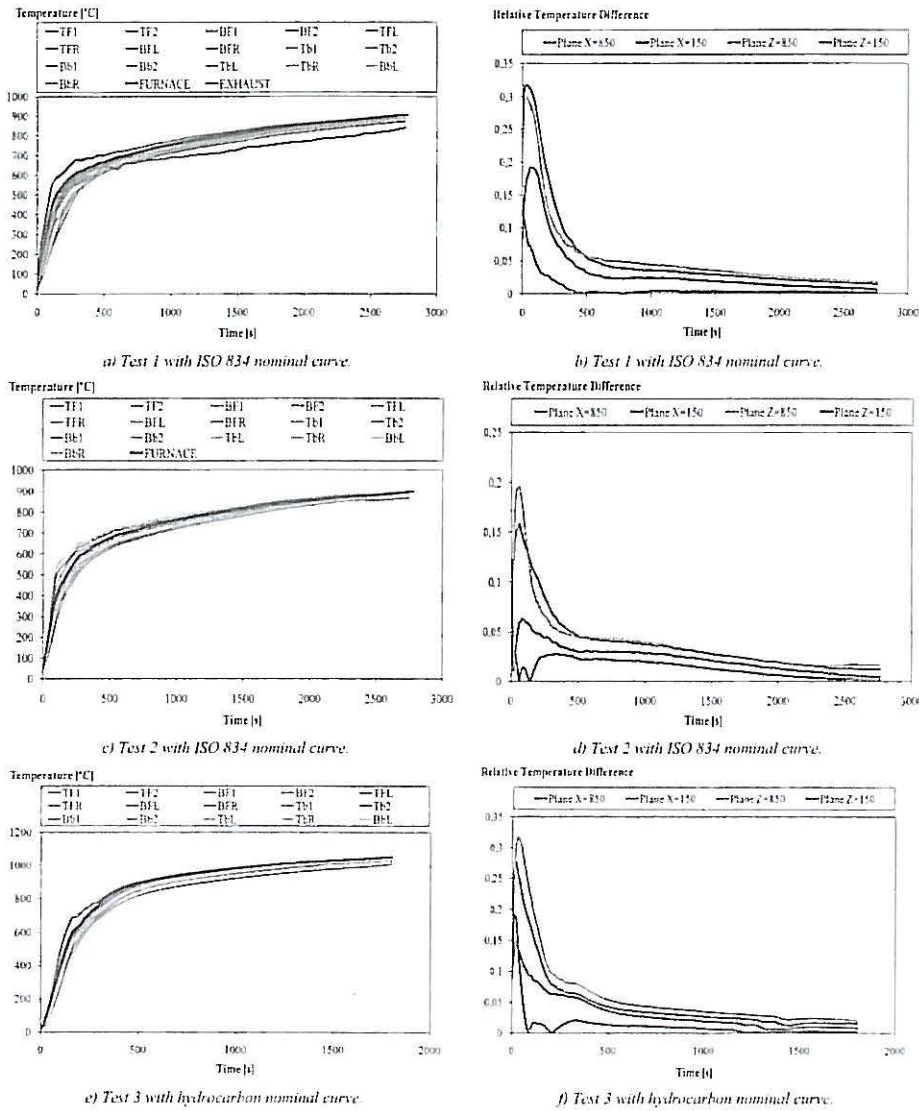 Temperature [°C]
TF1 TF2 BF1 BF2 TFL
TFR BFL BFR Tb1 Tb2
Bb1 Bb2 TbL TbR BbL
BbR FURNACE EXHAUST
1000
900
800
700
600
500
400
300
200
100
0
0 500 1000 1500 2000 2500 3000
Time [s]
a) Test 1 with ISO 834 nominal curve.
Relative Temperature Difference
Plane X=850 Plane X=150 Plane Z=850 Plane Z=150
0,35
0,3
0,25
0,2
0,15
0,1
0,05
0
0 500 1000 1500 2000 2500 3000
Time [s]
b) Test 1 with ISO 834 nominal curve.
Temperature [°C]
TF1 TF2 BF1 BF2 TFL
TFR BFL BFR Tb1 Tb2
Bb1 Bb2 TbL TbR BbL
BbR FURNACE
1000
900
800
700
600
500
400
300
200
100
0
0 500 1000 1500 2000 2500 3000
Time [s]
c) Test 2 with ISO 834 nominal curve.
Relative Temperature Difference
Plane X=850 Plane X=150 Plane Z=850 Plane Z=150
0,25
0,2
0,15
0,1
0,05
0
0 500 1000 1500 2000 2500 3000
Time [s]
d) Test 2 with ISO 834 nominal curve.
Temperature [°C]
TF1 TF2 BF1 BF2 TFL
TFR BFL BFR Tb1 Tb2
Bb1 Bb2 TbL TbR BbL
1200
1000
800
600
400
200
0
0 500 1000 1500 2000
Time [s]
e) Test 3 with hydrocarbon nominal curve.
Relative Temperature Difference
Plane X=850 Plane X=150 Plane Z=850 Plane Z=150
0,35
0,3
0,25
0,2
0,15
0,1
0,05
0
0 500 1000 1500 2000
Time [s]
f) Test 3 with hydrocarbon nominal curve.